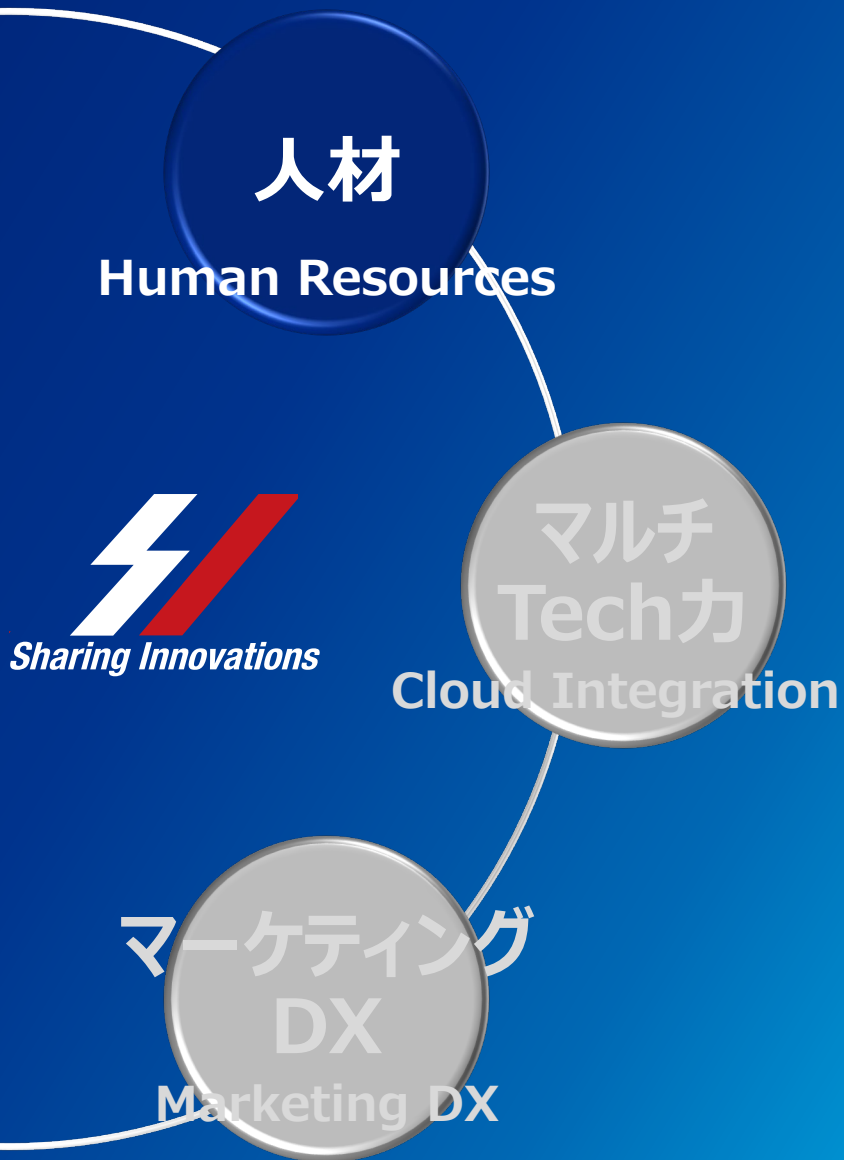 人材
Human Resources
Sharing Innovations
マルチ
Tech力
Cloud Integration
マーケティング
DX
Marketing DX